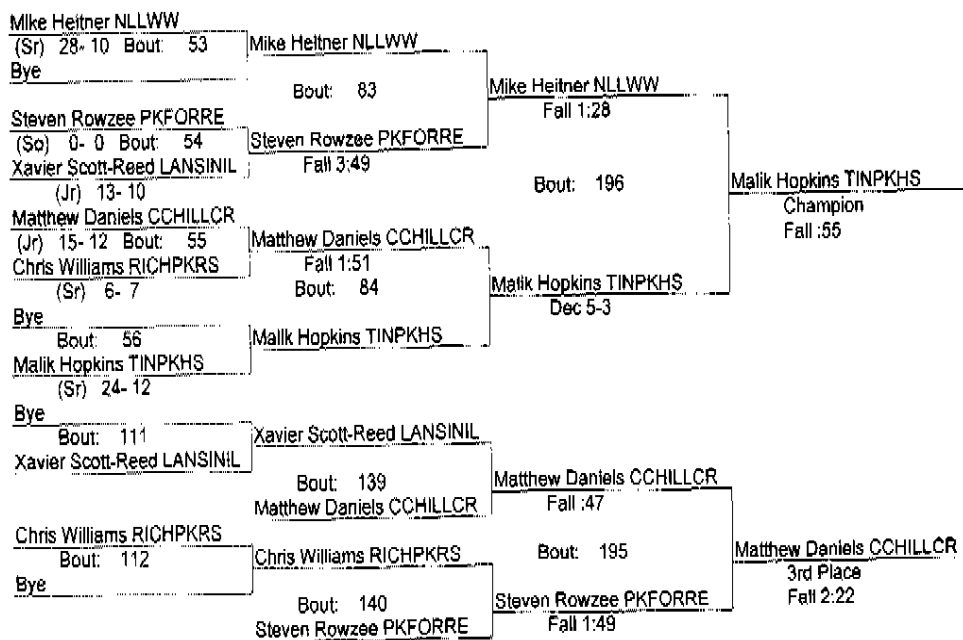 Mike Heitner NLLWW
(Sr) 28- 10 Bout: 53
Bye
Steven Rowzee PKFORRE
(So) 0- 0 Bout: 54
Xavier Scott-Reed LANSINIL
(Jr) 13- 10
Matthew Daniels CCHILLCR
(Jr) 15- 12 Bout: 55
Chris Williams RICHPKRS
(Sr) 6- 7
Bye
Bout: 56
Malik Hopkins TINPKHS
(Sr) 24- 12
Bye
Bout: 111
Xavier Scott-Reed LANSINIL
Chris Williams RICHPKRS
Bout: 112
Bye
Mike Heitner NLLWW
Bout: 83
Steven Rowzee PKFORRE
Fall 3:49
Matthew Daniels CCHILLCR
Fall 1:51
Bout: 84
Malik Hopkins TINPKHS
Xavier Scott-Reed LANSINIL
Bout: 139
Matthew Daniels CCHILLCR
Chris Williams RICHPKRS
Bout: 140
Steven Rowzee PKFORRE
Mike Heitner NLLWW
Fall 1:28
Bout: 196
Malik Hopkins TINPKHS
Dec 5-3
Matthew Daniels CCHILLCR
Fall :47
Bout: 195
Steven Rowzee PKFORRE
Fall 1:49
Malik Hopkins TINPKHS
Champion
Fall :55
Matthew Daniels CCHILLCR
3rd Place
Fall 2:22